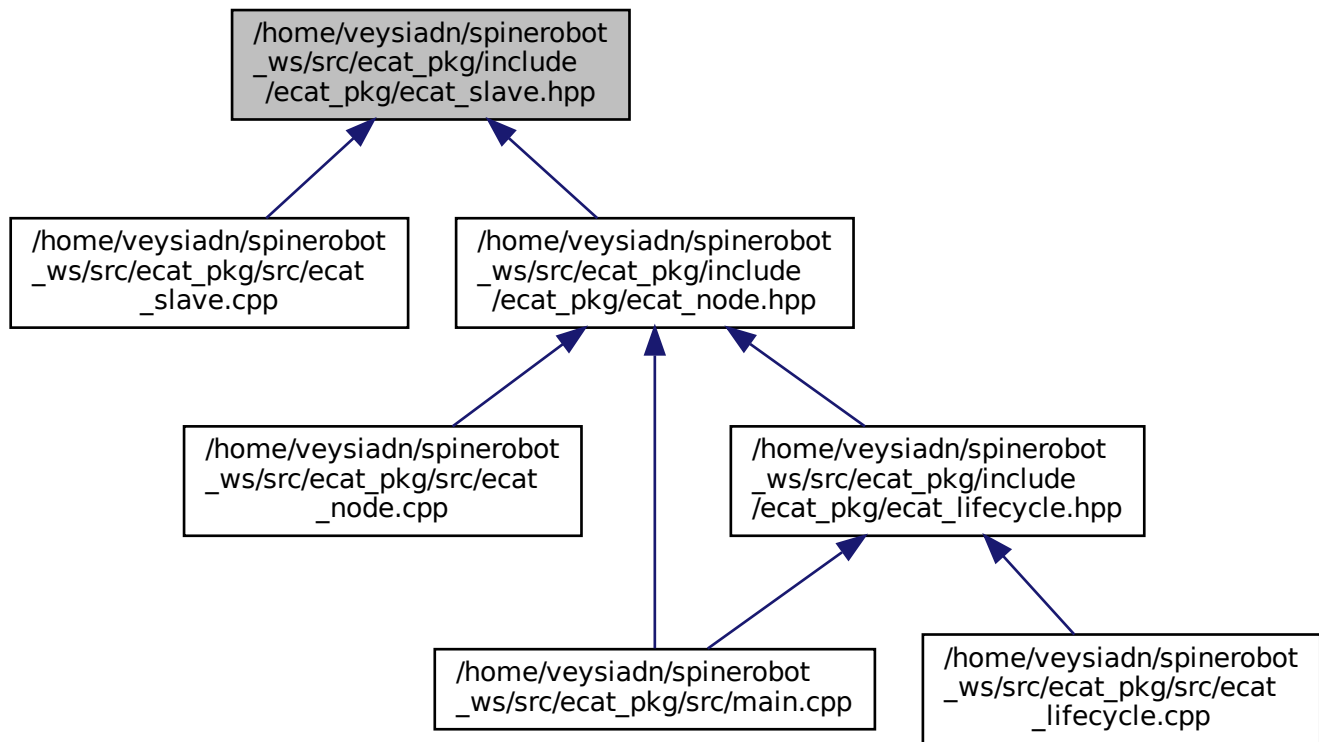 /home/veysiadn/spinerobot
_ws/src/ecat_pkg/include
/ecat_pkg/ecat_slave.hpp
/home/veysiadn/spinerobot
_ws/src/ecat_pkg/src/ecat
_slave.cpp
/home/veysiadn/spinerobot
_ws/src/ecat_pkg/include
/ecat_pkg/ecat_node.hpp
/home/veysiadn/spinerobot
_ws/src/ecat_pkg/src/ecat
_node.cpp
/home/veysiadn/spinerobot
_ws/src/ecat_pkg/include
/ecat_pkg/ecat_lifecycle.hpp
/home/veysiadn/spinerobot
_ws/src/ecat_pkg/src/main.cpp
/home/veysiadn/spinerobot
_ws/src/ecat_pkg/src/ecat
_lifecycle.cpp